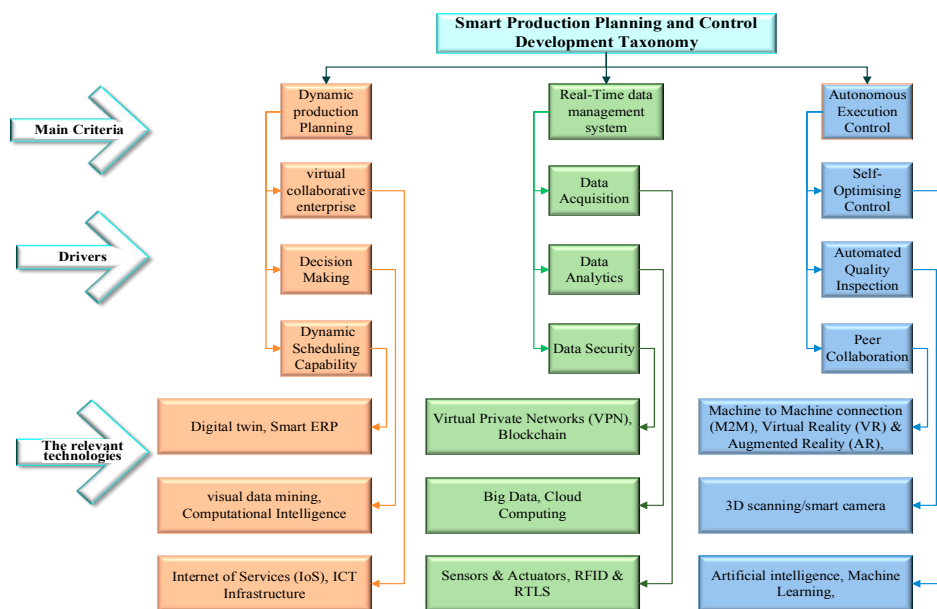 Smart Production Planning and Control
Development Taxonomy
Main Criteria
Dynamic
production
Planning
Real-Time data
management
system
Autonomous
Execution
Control
virtual
collaborative
enterprise
Data
Acquisition
Self-
Optimising
Control
Drivers
Decision
Making
Data
Analytics
Automated
Quality
Inspection
Dynamic
Scheduling
Capability
Data Security
Peer
Collaboration
The relevant
technologies
Digital twin, Smart ERP
Virtual Private Networks (VPN),
Blockchain
Machine to Machine connection
(M2M), Virtual Reality (VR) &
Augmented Reality (AR),
visual data mining,
Computational Intelligence
Big Data, Cloud
Computing
3D scanning/smart camera
Internet of Services (IoS), ICT
Infrastructure
Sensors & Actuators, RFID &
RTLS
Artificial intelligence, Machine
Learning,